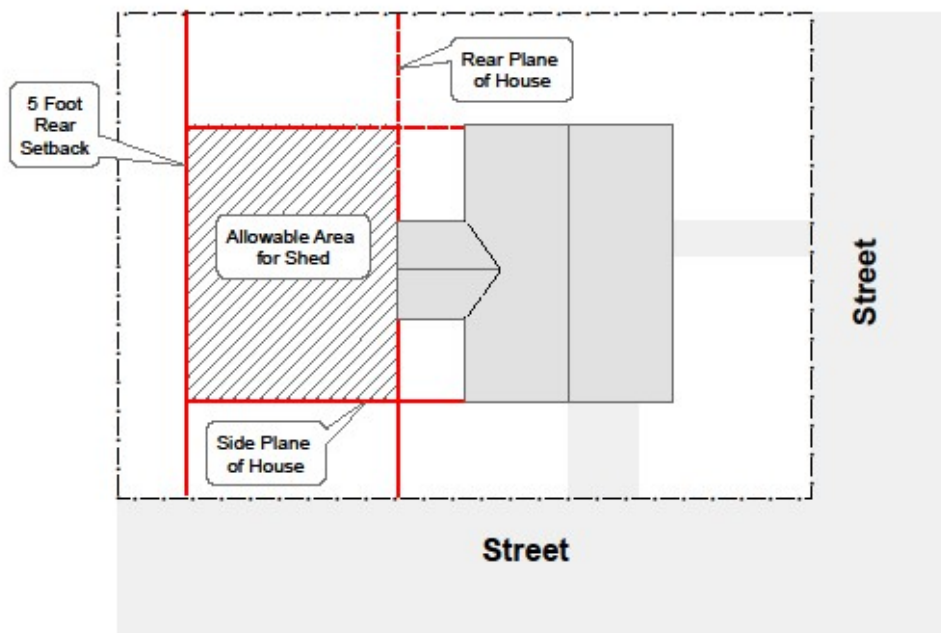 Rear Plane
of House
5 Foot
Rear
Setback
Allowable Area
for Shed
Street
Side Plane
of House
Street